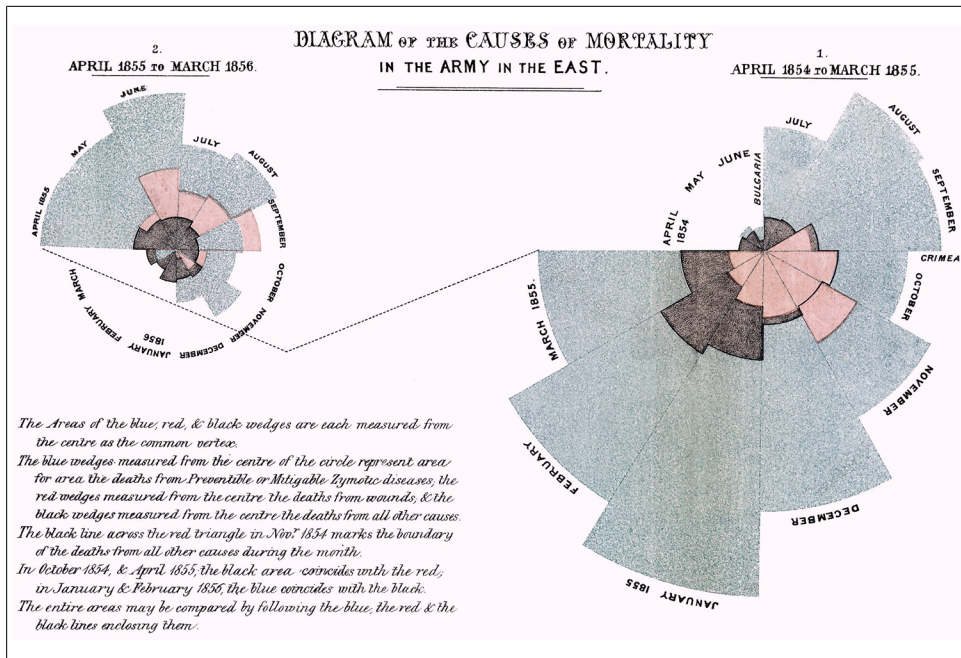 DIAGRAM OF THE CAUSES OF MORTALITY
IN THE ARMY IN THE EAST.
2.
APRIL 1855 TO MARCH 1856.
1.
APRIL 1854 TO MARCH 1855.
APRIL 1855
MAY
JUNE
JULY
AUGUST
SEPTEMBER
OCTOBER
NOVEMBER
DECEMBER
JANUARY
1856
FEBRUARY
MARCH
APRIL
1854
MAY
JUNE
BULGARIA
JULY
AUGUST
SEPTEMBER
CRIMEA
OCTOBER
NOVEMBER
DECEMBER
JANUARY 1855
FEBRUARY
MARCH 1855.
The Areas of the blue, red, & black wedges are each measured from
the centre as the common vertex.
The blue wedges measured from the centre of the circle represent area
for area the deaths from Preventible or Mitigable Zymotic diseases; the
red wedges measured from the centre the deaths from wounds; & the
black wedges measured from the centre the deaths from all other causes.
The black line across the red triangle in Novr. 1854 marks the boundary
of the deaths from all other causes during the month.
In October 1854, & April 1855, the black area coincides with the red;
in January & February 1856, the blue coincides with the black.
The entire areas may be compared by following the blue, the red & the
black lines enclosing them.